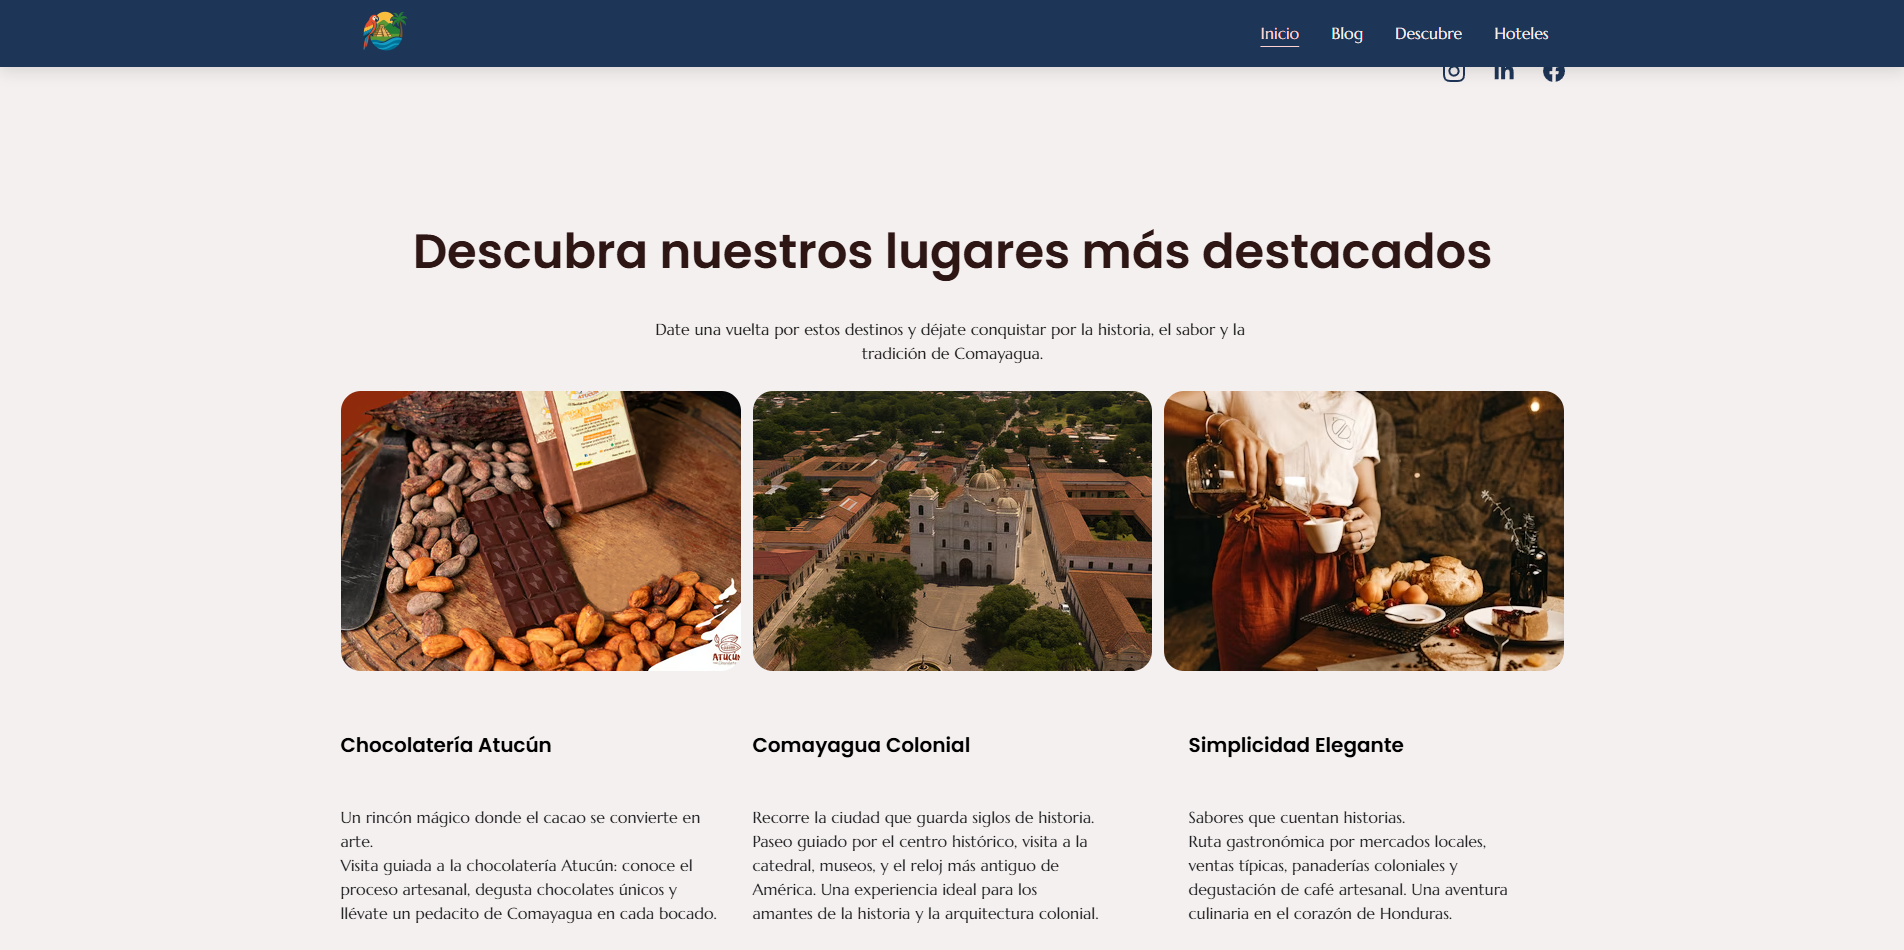 Inicio Blog Descubre Hoteles
Descubra nuestros lugares más destacados
Date una vuelta por estos destinos y déjate conquistar por la historia, el sabor y la
tradición de Comayagua.
ATUCÚN
ATUCÚN
Chocolatería Atucún
Un rincón mágico donde el cacao se convierte en
arte.
Visita guiada a la chocolatería Atucún: conoce el
proceso artesanal, degusta chocolates únicos y
llévate un pedacito de Comayagua en cada bocado.
Comayagua Colonial
Recorre la ciudad que guarda siglos de historia.
Paseo guiado por el centro histórico, visita a la
catedral, museos, y el reloj más antiguo de
América. Una experiencia ideal para los
amantes de la historia y la arquitectura colonial.
Simplicidad Elegante
Sabores que cuentan historias.
Ruta gastronómica por mercados locales,
ventas típicas, panaderías coloniales y
degustación de café artesanal. Una aventura
culinaria en el corazón de Honduras.